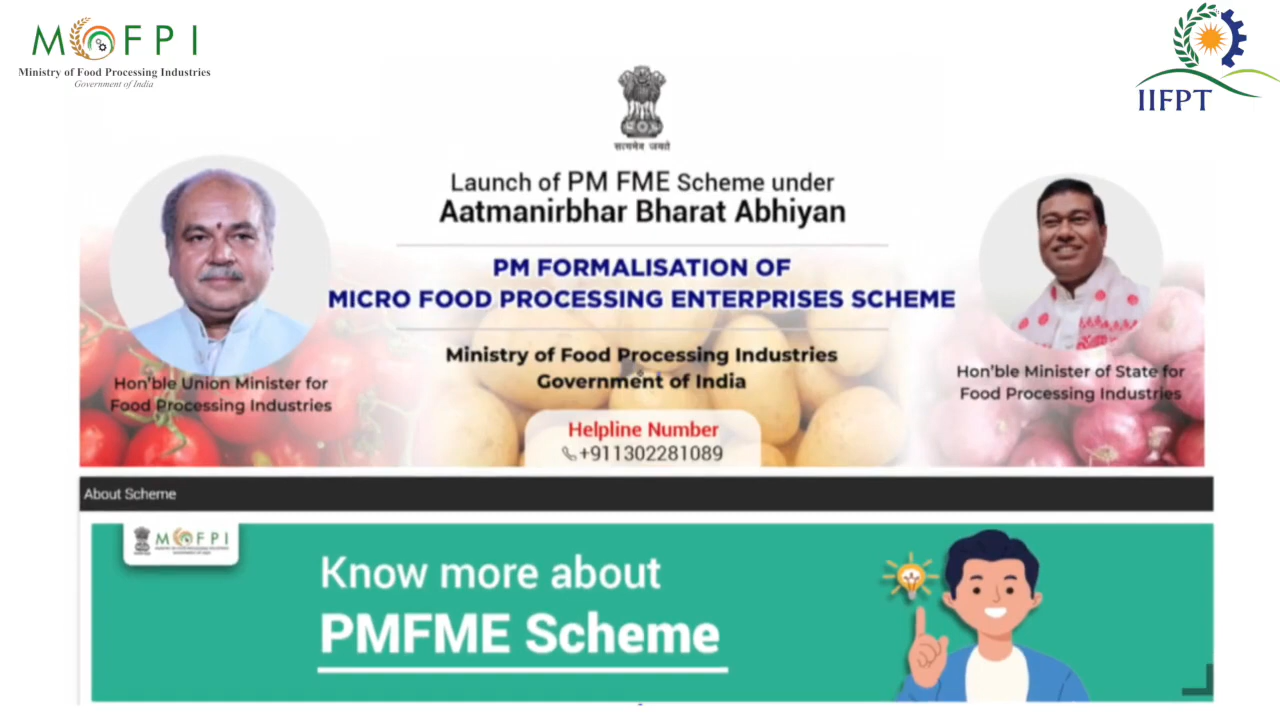 MOFPI
Ministry of Food Processing Industries
Government of India
IIFPT
सत्यमेव जयते
Launch of PM FME Scheme under
Aatmanirbhar Bharat Abhiyan
PM FORMALISATION OF
MICRO FOOD PROCESSING ENTERPRISES SCHEME
Ministry of Food Processing Industries
Government of India
Hon'ble Union Minister for
Food Processing Industries
Hon'ble Minister of State for
Food Processing Industries
Helpline Number
+911302281089
About Scheme
MOFPI
Know more about
PMFME Scheme